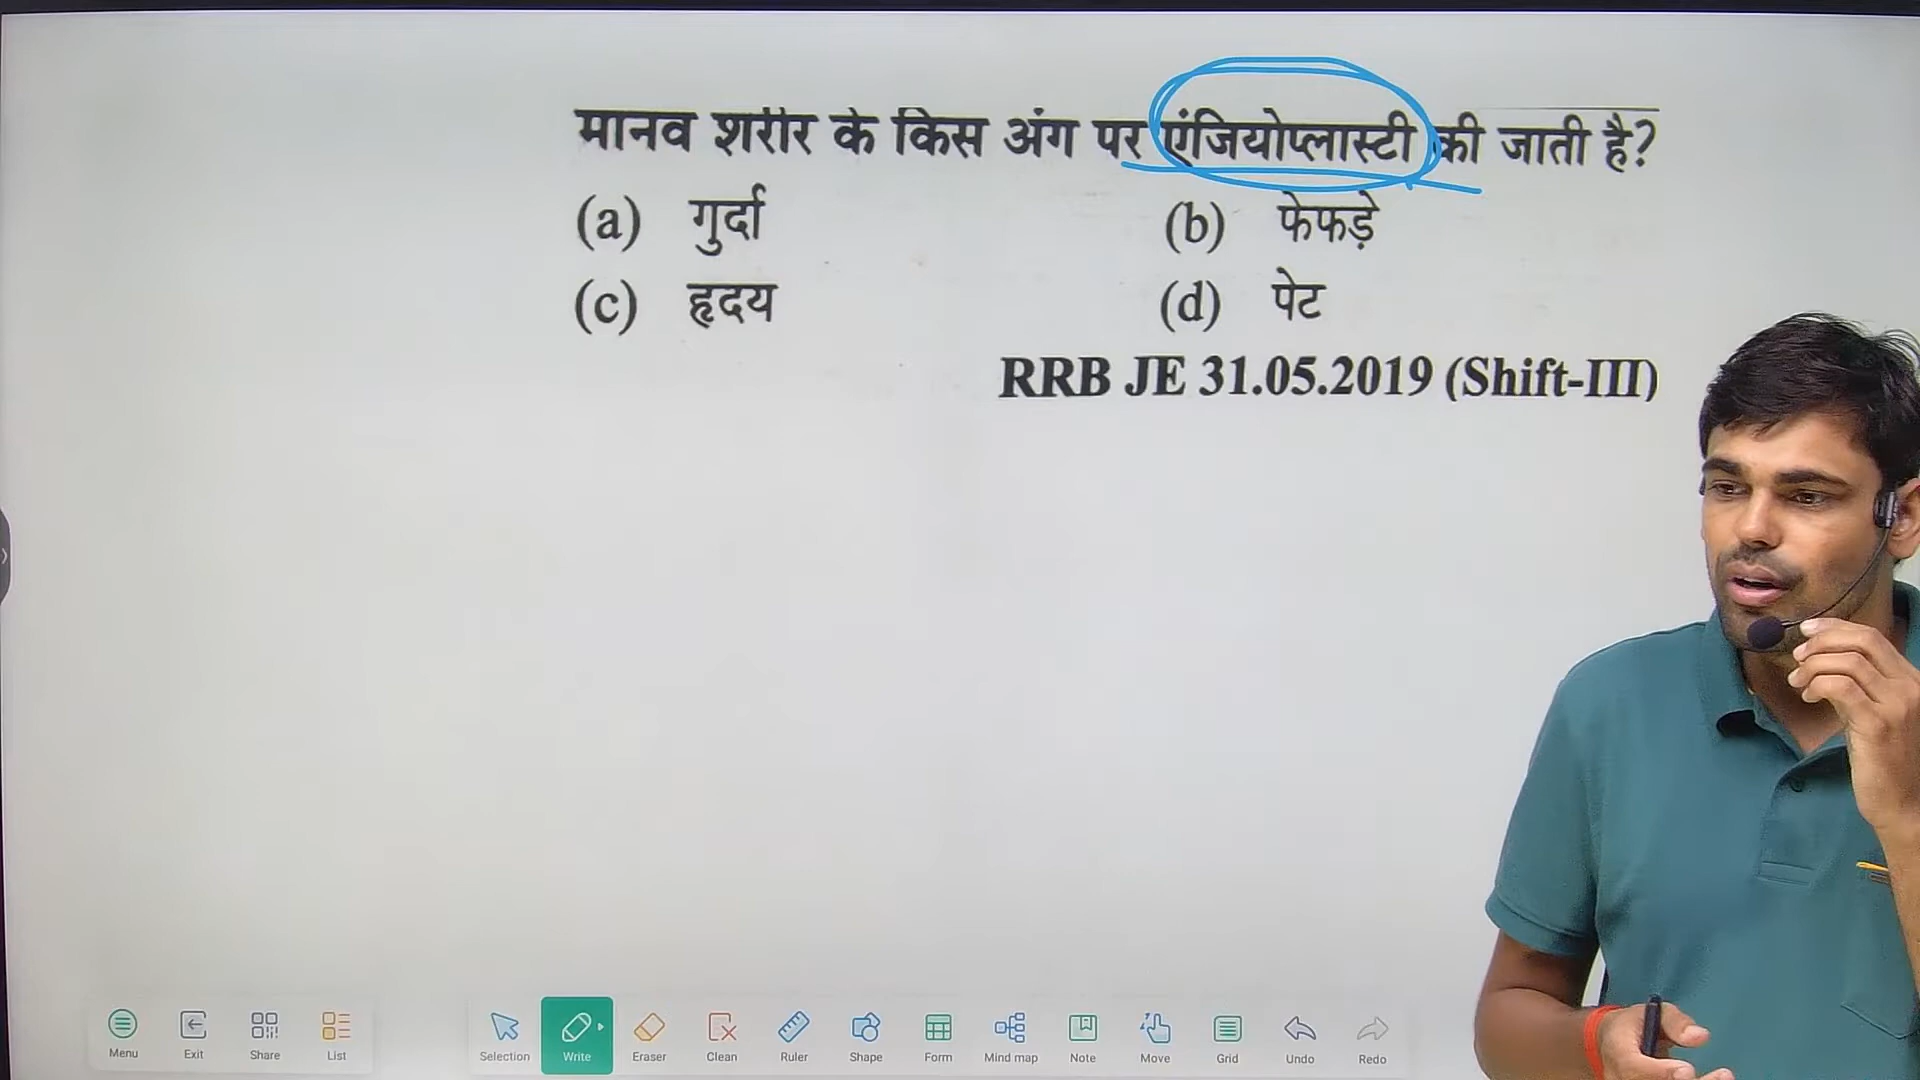 मानव शरीर के किस अंग पर एंजियोप्लास्टी की जाती है?
(a) गुर्दा (b) फेफड़े
(c) हृदय (d) पेट
RRB JE 31.05.2019 (Shift-III)
Menu Exit Share List Selection Write Eraser Clean Ruler Shape Form Mind map Note Move Grid Undo Redo